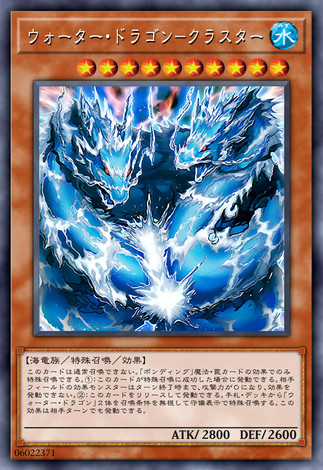 ウォーター・ドラゴン-クラスター
水
【海竜族/特殊召喚/効果】
このカードは通常召喚できない。「ボンディング」魔法・罠カードの効果でのみ
特殊召喚できる。①:このカードが特殊召喚に成功した場合に発動できる。相手
フィールドの効果モンスターはターン終了時まで、攻撃力が0になり、効果を
発動できない。②:このカードをリリースして発動できる。手札・デッキから「ウ
ォーター・ドラゴン」2体を召喚条件を無視して守備表示で特殊召喚する。この
効果は相手ターンでも発動できる。
ATK/ 2800 DEF/2600
06022371